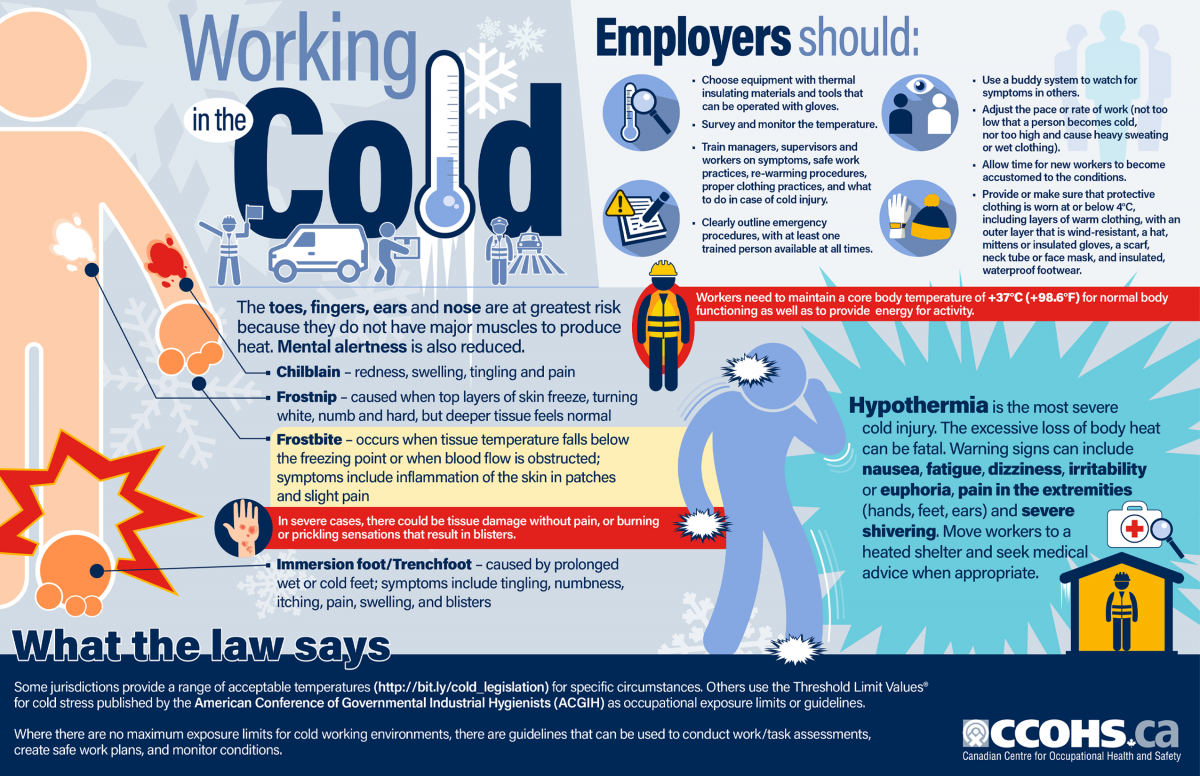 Working
in the
Cold
Employers should:
• Choose equipment with thermal
insulating materials and tools that
can be operated with gloves.
• Survey and monitor the temperature.
• Train managers, supervisors and
workers on symptoms, safe work
practices, re-warming procedures,
proper clothing practices, and what
to do in case of cold injury.
• Clearly outline emergency
procedures, with at least one
trained person available at all times.
• Use a buddy system to watch for
symptoms in others.
• Adjust the pace or rate of work (not too
low that a person becomes cold,
nor too high and cause heavy sweating
or wet clothing).
• Allow time for new workers to become
accustomed to the conditions.
• Provide or make sure that protective
clothing is worn at or below 4°C,
including layers of warm clothing, with an
outer layer that is wind-resistant, a hat,
mittens or insulated gloves, a scarf,
neck tube or face mask, and insulated,
waterproof footwear.
Workers need to maintain a core body temperature of +37°C (+98.6°F) for normal body
functioning as well as to provide energy for activity.
The toes, fingers, ears and nose are at greatest risk
because they do not have major muscles to produce
heat. Mental alertness is also reduced.
Chilblain – redness, swelling, tingling and pain
Frostnip – caused when top layers of skin freeze, turning
white, numb and hard, but deeper tissue feels normal
Frostbite – occurs when tissue temperature falls below
the freezing point or when blood flow is obstructed;
symptoms include inflammation of the skin in patches
and slight pain
In severe cases, there could be tissue damage without pain, or burning
or prickling sensations that result in blisters.
Immersion foot/Trenchfoot – caused by prolonged
wet or cold feet; symptoms include tingling, numbness,
itching, pain, swelling, and blisters
Hypothermia is the most severe
cold injury. The excessive loss of body heat
can be fatal. Warning signs can include
nausea, fatigue, dizziness, irritability
or euphoria, pain in the extremities
(hands, feet, ears) and severe
shivering. Move workers to a
heated shelter and seek medical
advice when appropriate.
What the law says
Some jurisdictions provide a range of acceptable temperatures (http://bit.ly/cold_legislation) for specific circumstances. Others use the Threshold Limit Values®
for cold stress published by the American Conference of Governmental Industrial Hygienists (ACGIH) as occupational exposure limits or guidelines.
Where there are no maximum exposure limits for cold working environments, there are guidelines that can be used to conduct work/task assessments,
create safe work plans, and monitor conditions.
CCOHS.ca
Canadian Centre for Occupational Health and Safety